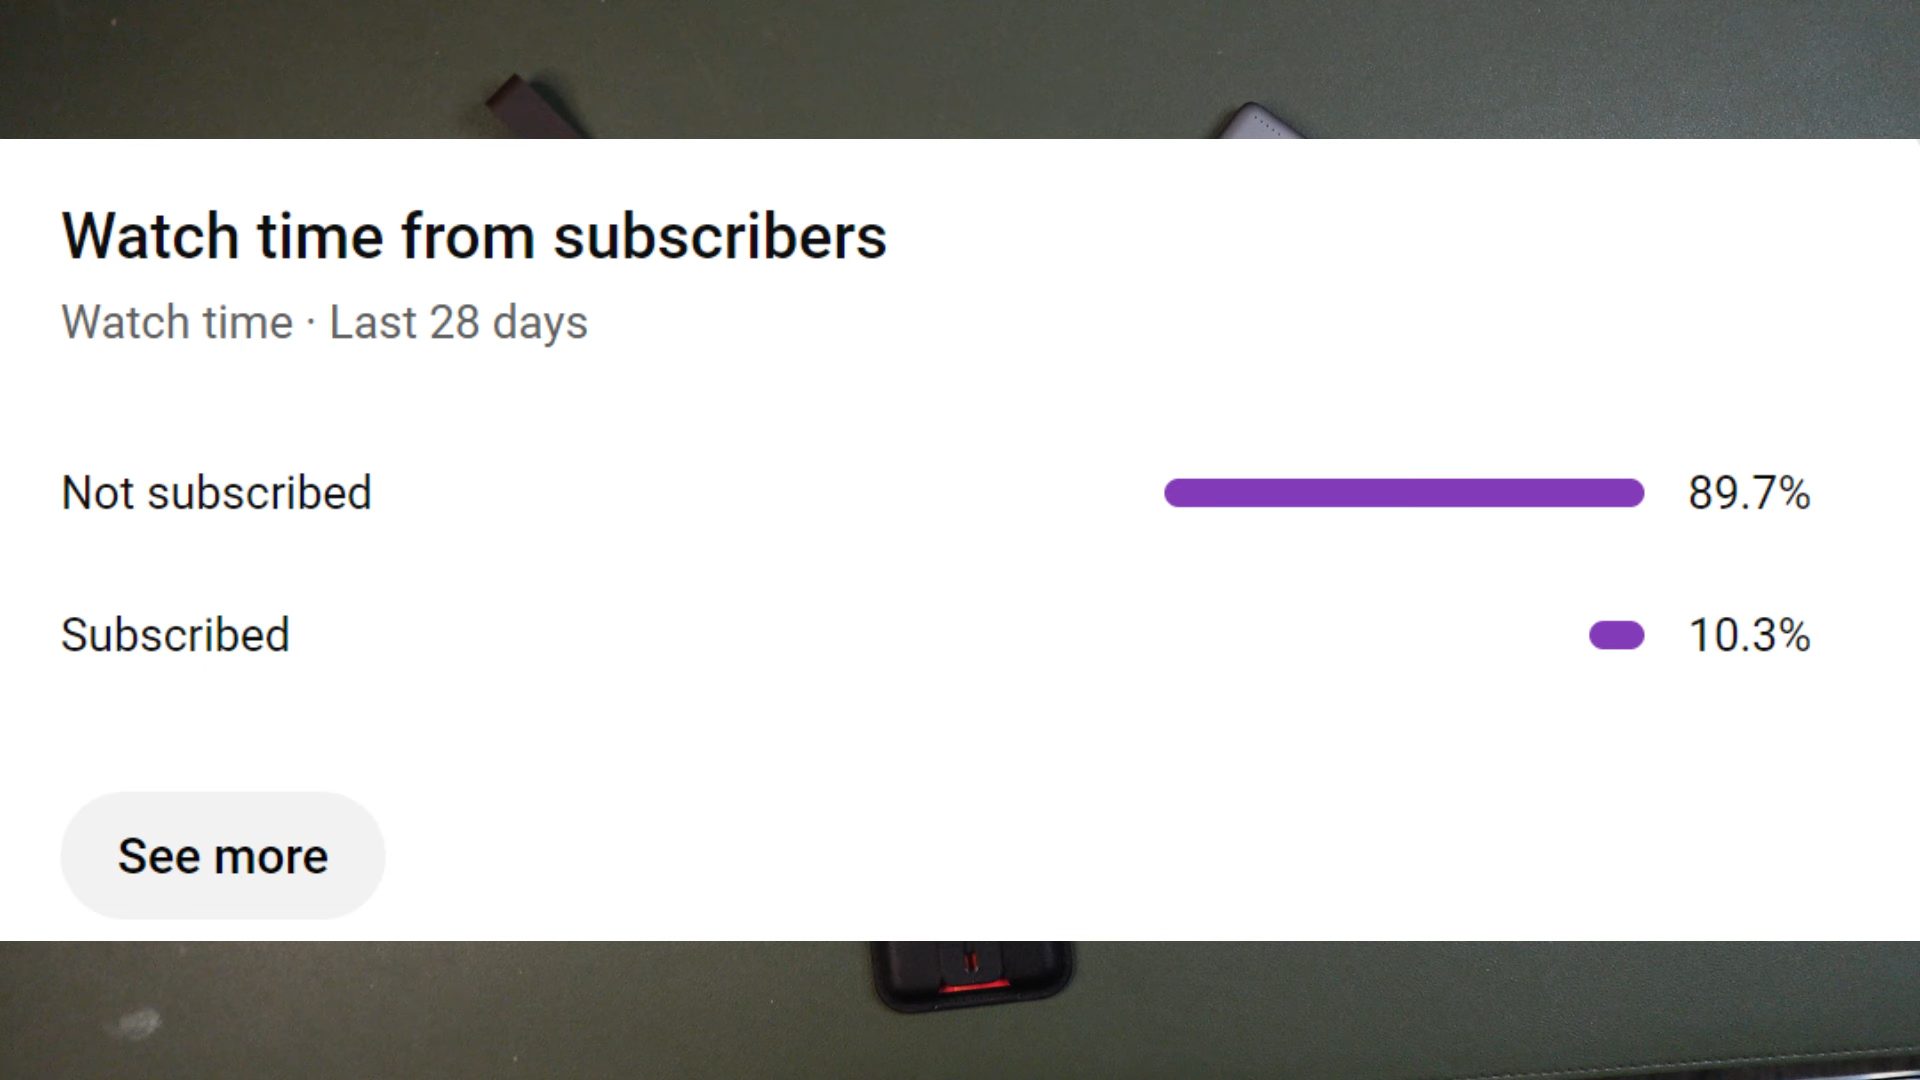 Watch time from subscribers
Watch time · Last 28 days
Not subscribed 89.7%
Subscribed 10.3%
See more